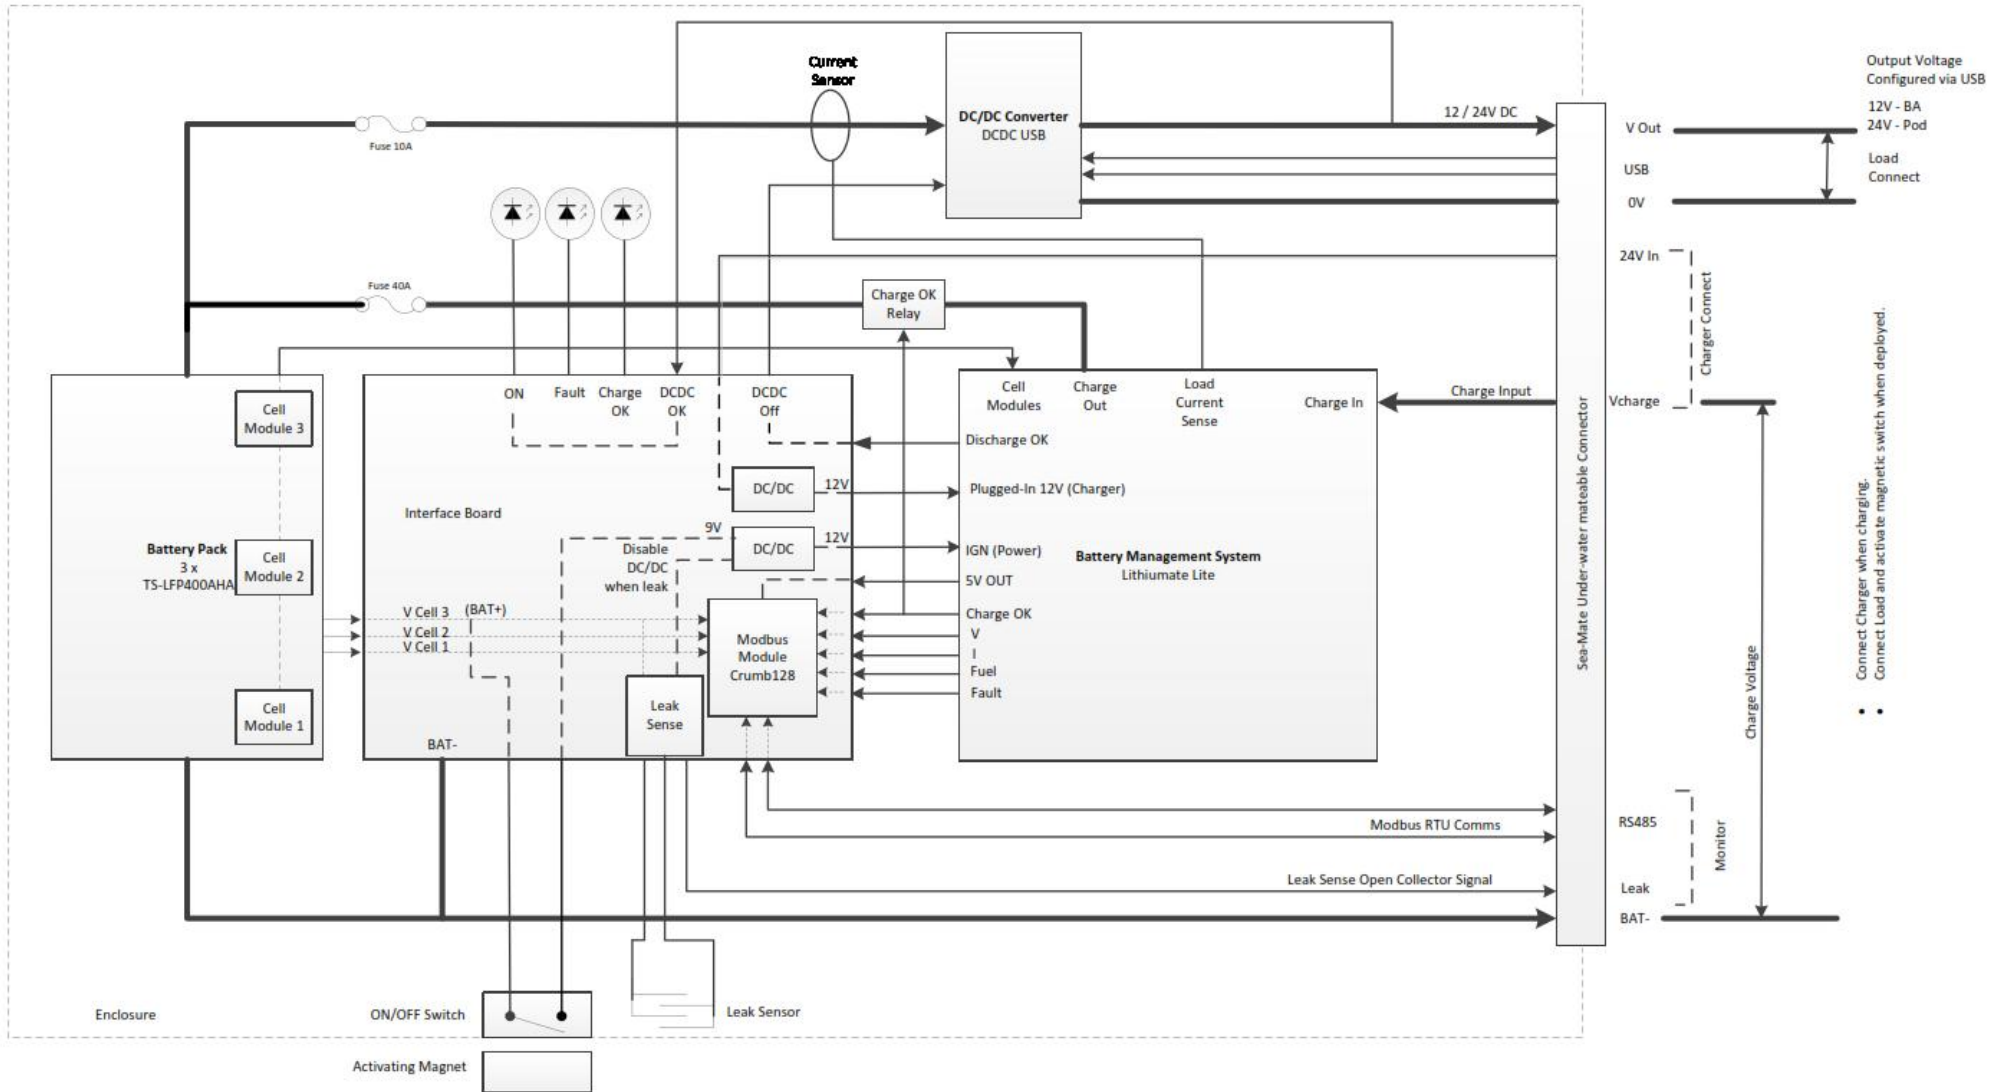 Current
Sensor
Output Voltage
Configured via USB
12V - BA
24V - Pod
Fuse 10A
DC/DC Converter
DCDC USB
12 / 24V DC
V Out
USB
0V
Load
Connect
24V In
Charger Connect
Fuse 40A
Charge OK
Relay
ON
Fault
Charge
OK
DCDC
OK
DCDC
Off
Cell
Modules
Charge
Out
Load
Current
Sense
Charge In
Charge Input
Vcharge
Cell
Module 3
Discharge OK
DC/DC
12V
Plugged-In 12V (Charger)
Interface Board
9V
Disable
DC/DC
when leak
DC/DC
12V
IGN (Power)
Battery Management System
Lithiumate Lite
Battery Pack
3 x
TS-LFP400AHA
Cell
Module 2
5V OUT
V Cell 3
(BAT+)
V Cell 2
V Cell 1
Modbus
Module
Crumb128
Charge OK
V
I
Fuel
Fault
Cell
Module 1
Leak
Sense
BAT-
Sea-Mate Under-water mateable Connector
Charge Voltage
• Connect Charger when charging.
• Connect Load and activate magnetic switch when deployed.
Modbus RTU Comms
RS485
Monitor
Leak Sense Open Collector Signal
Leak
BAT-
Enclosure
ON/OFF Switch
Leak Sensor
Activating Magnet